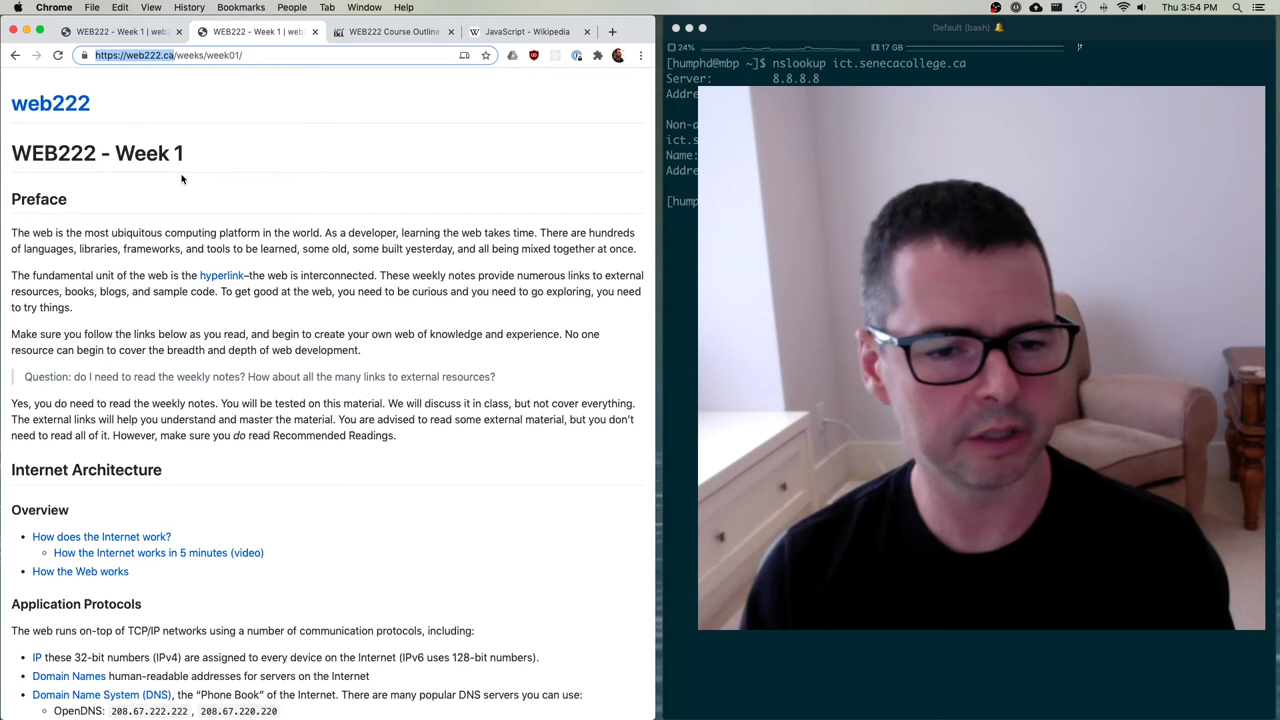 Chrome File Edit View History Bookmarks People Tab Window Help
Thu 3:54 PM
WEB222 - Week 1 | web2
WEB222 - Week 1 | web2
WEB222 Course Outline
JavaScript - Wikipedia
https://web222.ca/weeks/week01/
web222
WEB222 - Week 1
Preface
The web is the most ubiquitous computing platform in the world. As a developer, learning the web takes time. There are hundreds
of languages, libraries, frameworks, and tools to be learned, some old, some built yesterday, and all being mixed together at once.
The fundamental unit of the web is the hyperlink–the web is interconnected. These weekly notes provide numerous links to external
resources, books, blogs, and sample code. To get good at the web, you need to be curious and you need to go exploring, you need
to try things.
Make sure you follow the links below as you read, and begin to create your own web of knowledge and experience. No one
resource can begin to cover the breadth and depth of web development.
Question: do I need to read the weekly notes? How about all the many links to external resources?
Yes, you do need to read the weekly notes. You will be tested on this material. We will discuss it in class, but not cover everything.
The external links will help you understand and master the material. You are advised to read some external material, but you don't
need to read all of it. However, make sure you do read Recommended Readings.
Internet Architecture
Overview
How does the Internet work?
How the Internet works in 5 minutes (video)
How the Web works
Application Protocols
The web runs on-top of TCP/IP networks using a number of communication protocols, including:
IP these 32-bit numbers (IPv4) are assigned to every device on the Internet (IPv6 uses 128-bit numbers).
Domain Names human-readable addresses for servers on the Internet
Domain Name System (DNS), the "Phone Book" of the Internet. There are many popular DNS servers you can use:
OpenDNS: 208.67.222.222 , 208.67.220.220
Default (bash)
24% 17 GB
[humphd@mbp ~]$ nslookup ict.senecacollege.ca
Server: 8.8.8.8
Addre
Non-a
ict.s
Name:
Addre
[hump